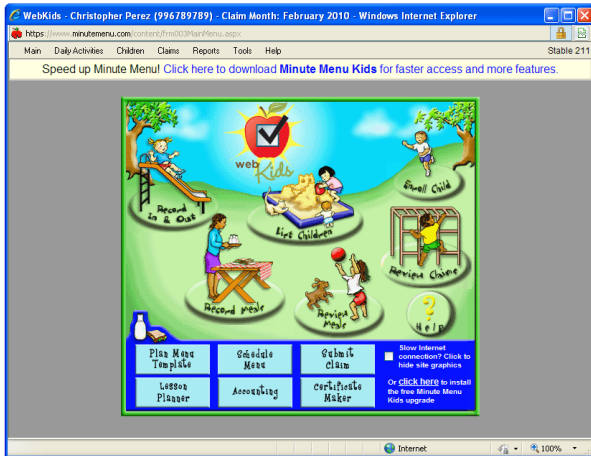 WebKids - Christopher Perez (996789789) - Claim Month: February 2010 - Windows Internet Explorer
https://www.minutemenu.com/content/frm003MainMenu.aspx
Main Daily Activities Children Claims Reports Tools Help Stable 211
Speed up Minute Menu! Click here to download Minute Menu Kids for faster access and more features.
web
Kids
Enroll Child
Record
In & Out
List Children
Review Claims
Record Meals
Review
Meals
?
Help
Plan Menu
Template
Schedule
Menu
Submit
Claim
Slow Internet
connection? Click to
hide site graphics
Lesson
Planner
Accounting
Certificate
Maker
Or click here to install
the free Minute Menu
Kids upgrade
Internet
100%